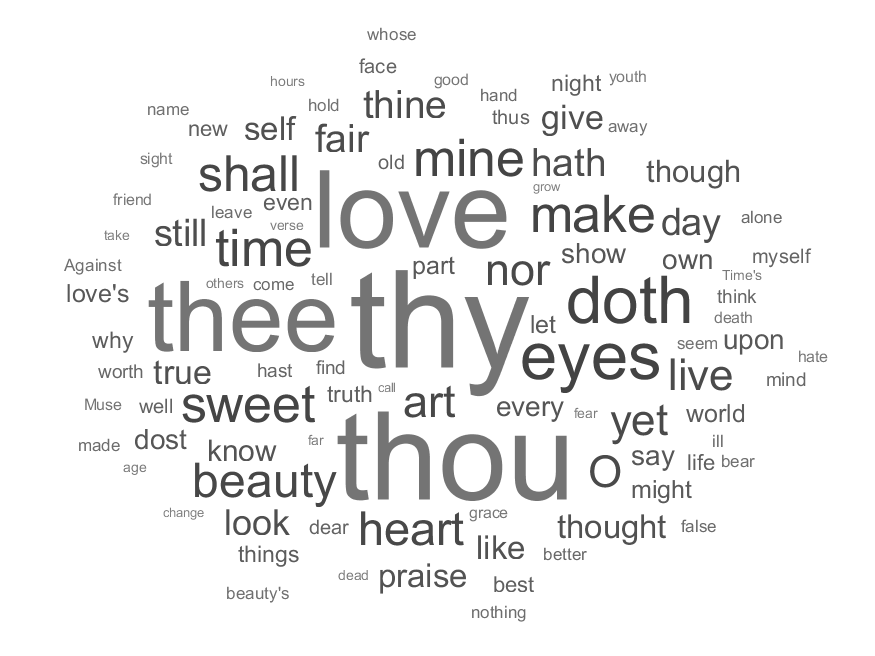 whose
face
hours good night youth
name hold thine hand
new self fair thus give away
sight old mine hath though
shall love grow
friend leave even make day alone
take still time verse
Against part nor show own myself
love's others come tell Time's
thee thy doth think
why let eyes seem upon death
worth true hast find live mind hate
Muse well sweet truth call art every fear yet world
made dost know far thou O say ill
age beauty life bear
might
change look dear heart grace thought false
things like better
dead praise best
beauty's
nothing